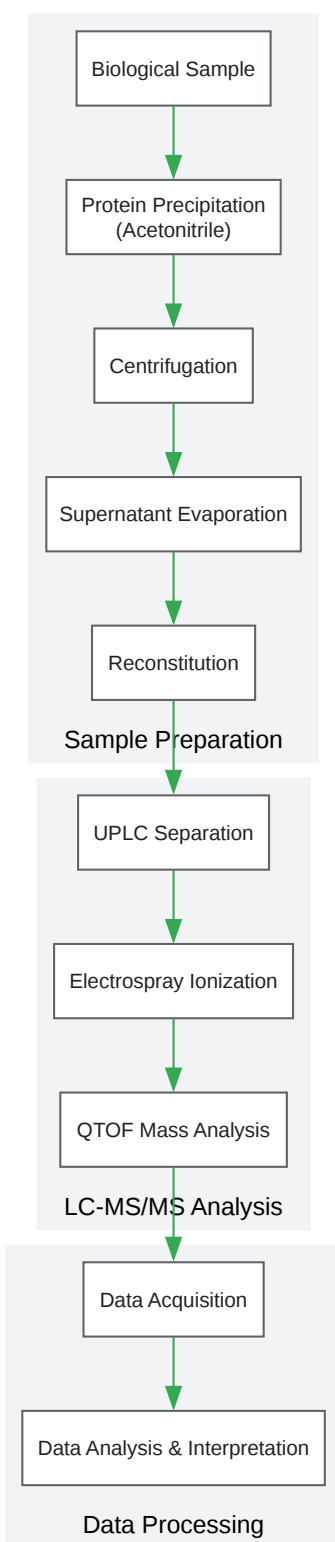 Biological Sample
Protein Precipitation
(Acetonitrile)
Centrifugation
Supernatant Evaporation
Reconstitution
Sample Preparation
UPLC Separation
Electrospray Ionization
QTOF Mass Analysis
LC-MS/MS Analysis
Data Acquisition
Data Analysis & Interpretation
Data Processing